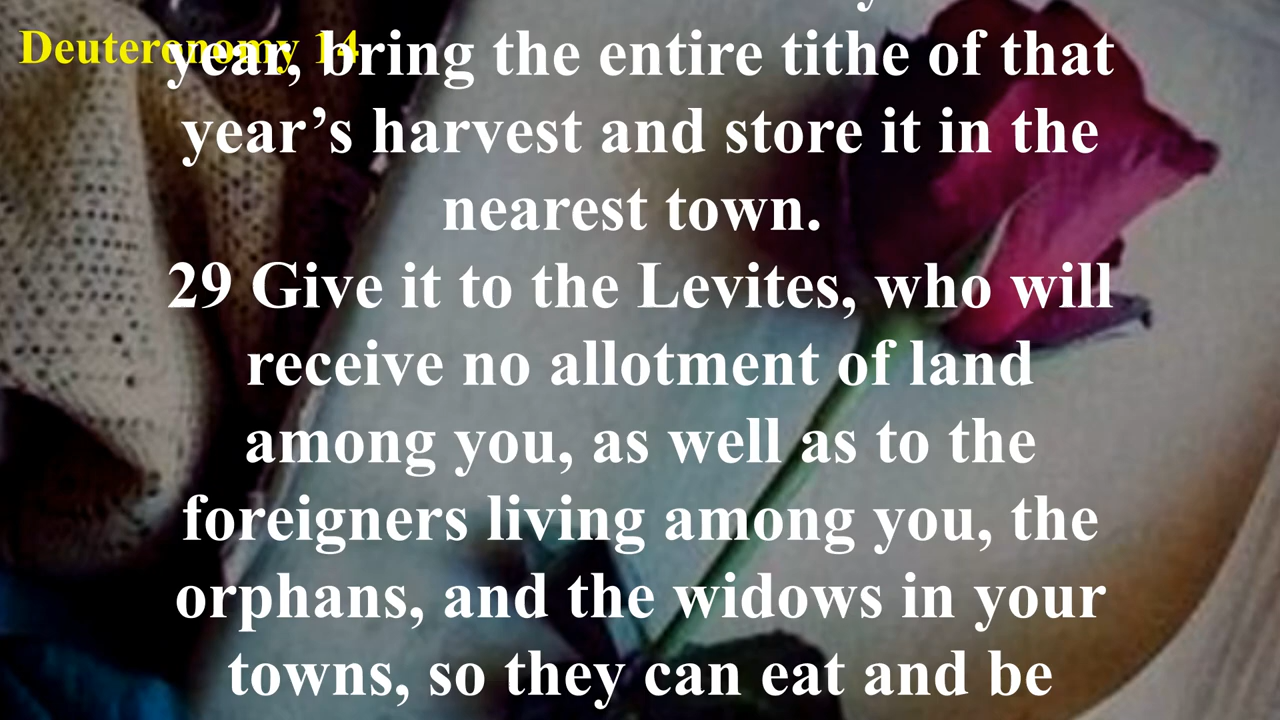 Deuteronomy 14
year, bring the entire tithe of that
year’s harvest and store it in the
nearest town.
29 Give it to the Levites, who will
receive no allotment of land
among you, as well as to the
foreigners living among you, the
orphans, and the widows in your
towns, so they can eat and be